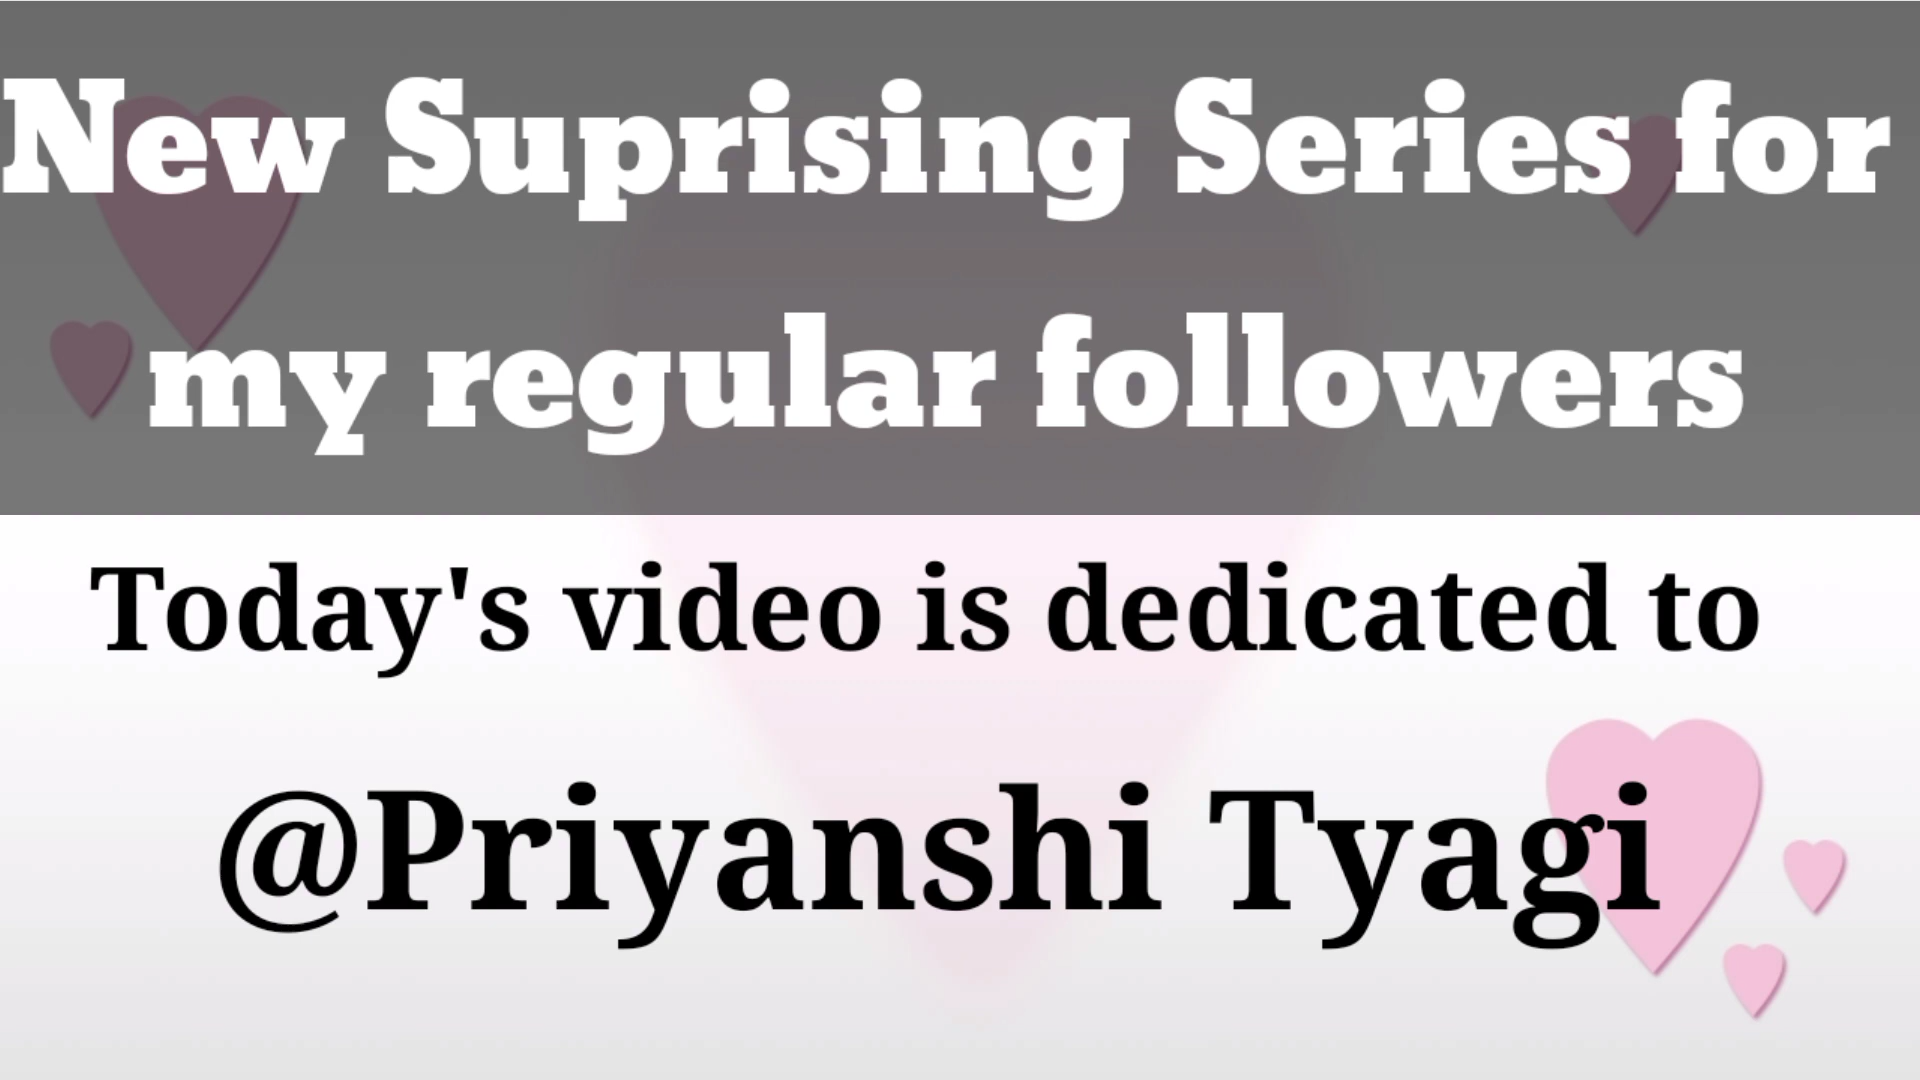 New Suprising Series for
my regular followers
Today's video is dedicated to
@Priyanshi Tyagi